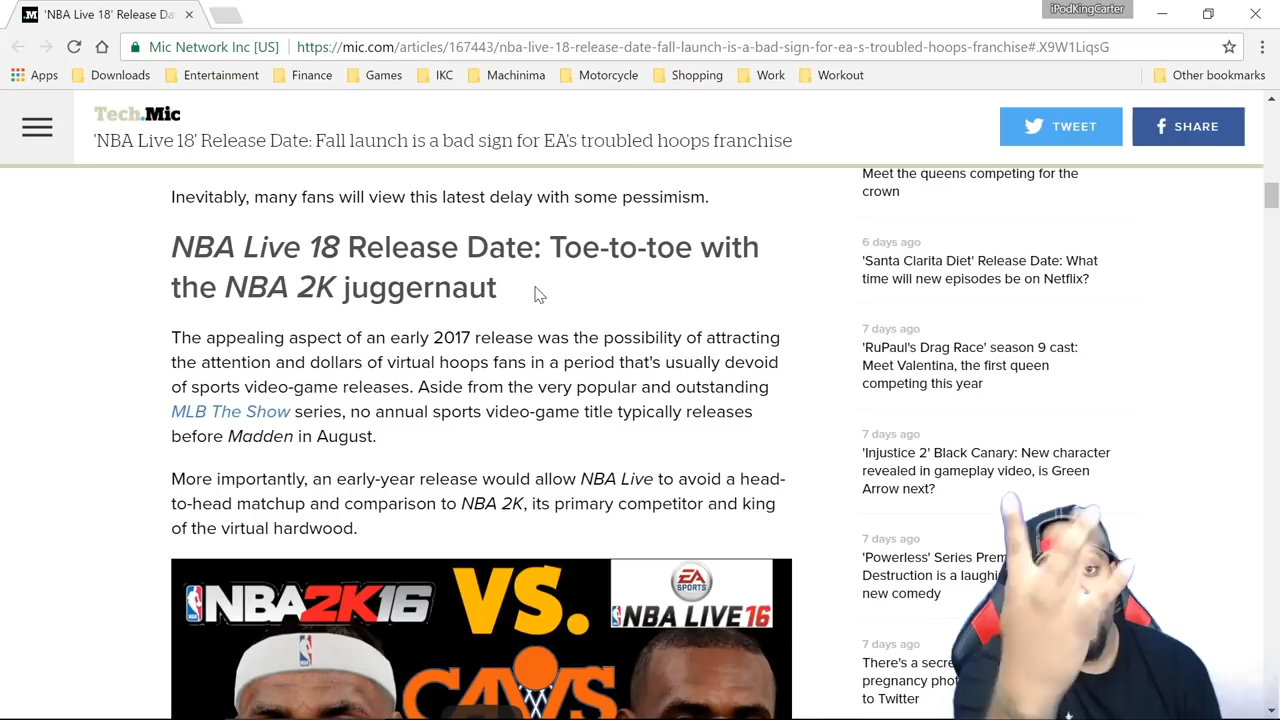 .M 'NBA Live 18' Release Da
iPodKingCarter
Mic Network Inc [US]
https://mic.com/articles/167443/nba-live-18-release-date-fall-launch-is-a-bad-sign-for-ea-s-troubled-hoops-franchise#.X9W1LiqsG
Apps Downloads Entertainment Finance Games IKC Machinima Motorcycle Mobile Shopping Work Workout Other bookmarks
Tech.Mic
'NBA Live 18' Release Date: Fall launch is a bad sign for EA's troubled hoops franchise
TWEET
SHARE
Inevitably, many fans will view this latest delay with some pessimism.
NBA Live 18 Release Date: Toe-to-toe with
the NBA 2K juggernaut
The appealing aspect of an early 2017 release was the possibility of attracting
the attention and dollars of virtual hoops fans in a period that's usually devoid
of sports video-game releases. Aside from the very popular and outstanding
MLB The Show series, no annual sports video-game title typically releases
before Madden in August.
More importantly, an early-year release would allow NBA Live to avoid a head-
to-head matchup and comparison to NBA 2K, its primary competitor and king
of the virtual hardwood.
NBA2K16
VS.
EA
SPORTS
NBA LIVE 16
CAVS
Meet the queens competing for the
crown
6 days ago
'Santa Clarita Diet' Release Date: What
time will new episodes be on Netflix?
7 days ago
'RuPaul's Drag Race' season 9 cast:
Meet Valentina, the first queen
competing this year
7 days ago
'Injustice 2' Black Canary: New character
revealed in gameplay video, is Green
Arrow next?
7 days ago
'Powerless' Series Prem
Destruction is a laughi
new comedy
7 days ago
There's a secre
pregnancy phot
to Twitter